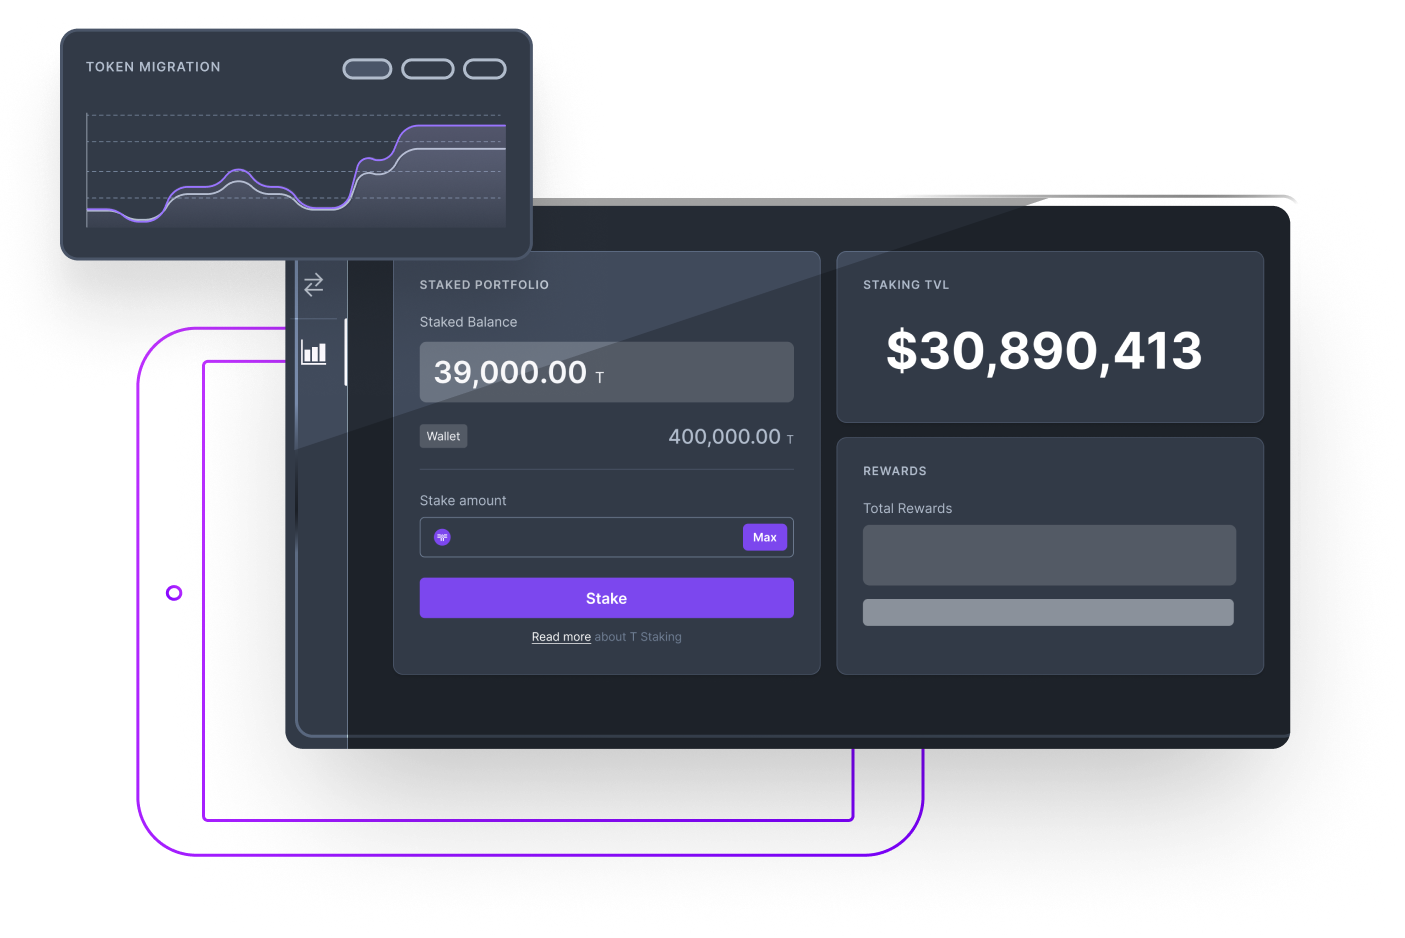 TOKEN MIGRATION
STAKED PORTFOLIO
Staked Balance
39,000.00 T
Wallet
400,000.00 T
Stake amount
Max
Stake
Read more about T Staking
STAKING TVL
$30,890,413
REWARDS
Total Rewards